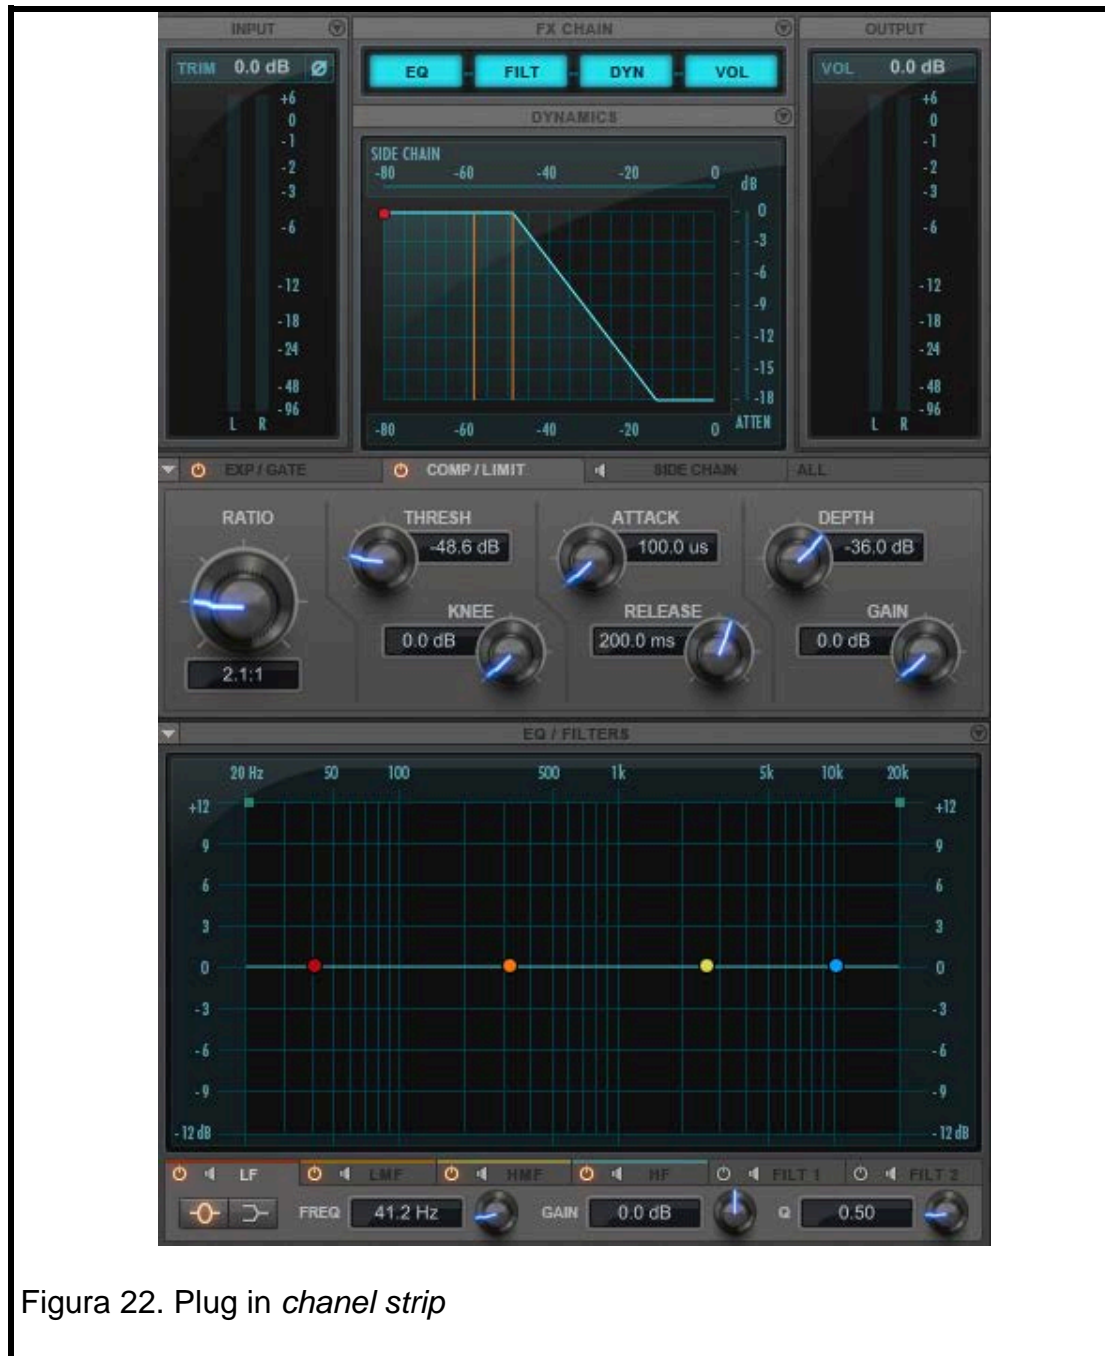 INPUT
FX CHAIN
OUTPUT
TRIM 0.0 dB Ø
EQ FILT DYN VOL
VOL 0.0 dB
+6
0
-1
-2
-3
-6
-12
-18
-24
-48
-96
L R
DYNAMICS
SIDE CHAIN
-80 -60 -40 -20 0 dB
0
-3
-6
-9
-12
-15
-18
ATTEN
-80 -60 -40 -20 0
+6
0
-1
-2
-3
-6
-12
-18
-24
-48
-96
L R
EXP / GATE COMP / LIMIT SIDE CHAIN ALL
RATIO THRESH ATTACK DEPTH
-48.6 dB 100.0 us -36.0 dB
KNEE RELEASE GAIN
0.0 dB 200.0 ms 0.0 dB
2.1:1
EQ / FILTERS
20 Hz 50 100 500 1k 5k 10k 20k
+12 +12
9 9
6 6
3 3
0 0
-3 -3
-6 -6
-9 -9
-12 dB -12 dB
LF LMF HMF HF FILT 1 FILT 2
FREQ 41.2 Hz GAIN 0.0 dB Q 0.50
Figura 22. Plug in chanel strip